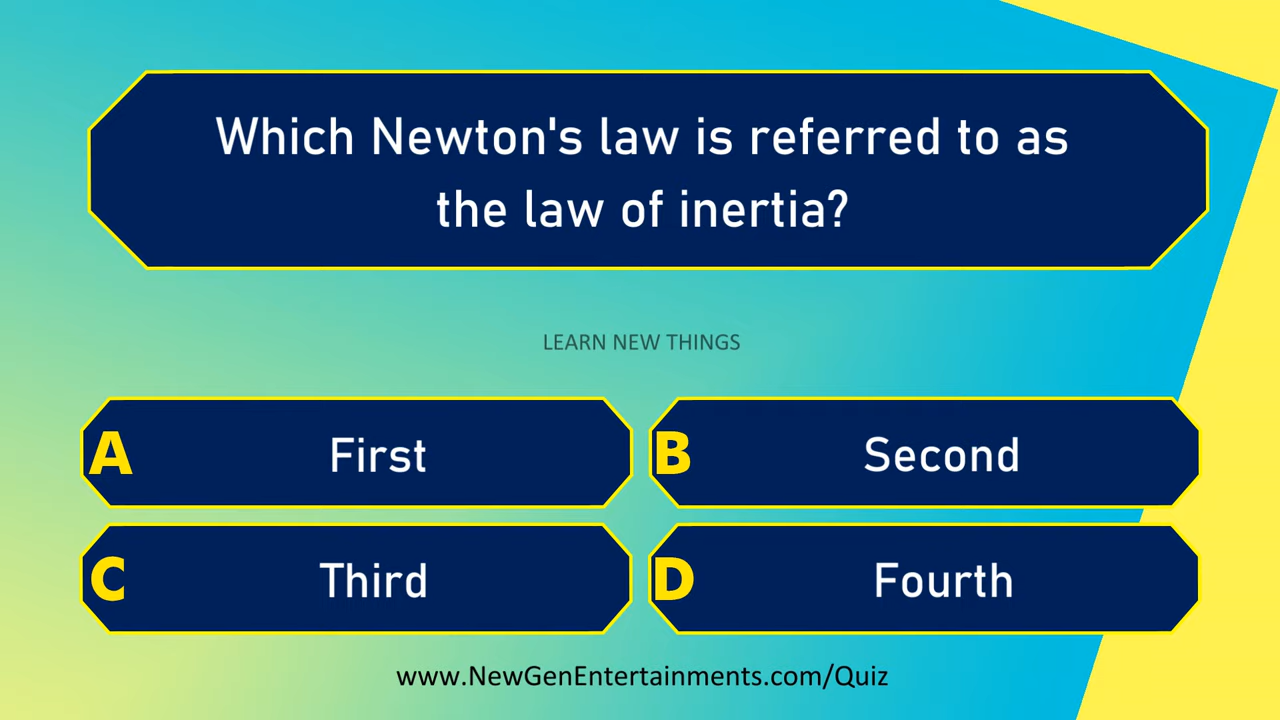 Which Newton's law is referred to as
the law of inertia?
LEARN NEW THINGS
A First
B Second
C Third
D Fourth
www.NewGenEntertainments.com/Quiz